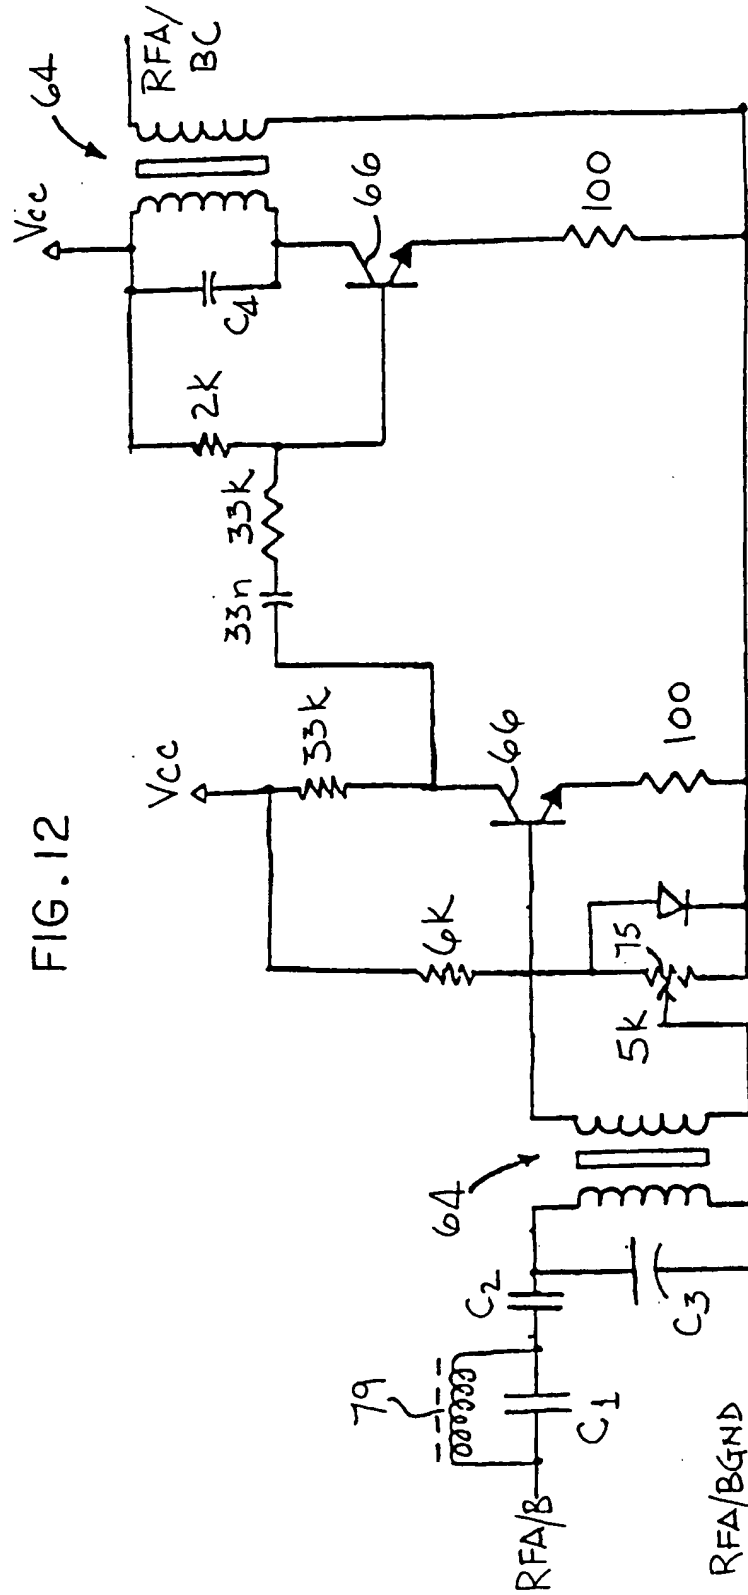 FIG.12
RFA/B
RFA/BGND
79
C1
C2
C3
64
5K
75
6K
Vcc
33K
66
100
33n
33K
2K
C4
Vcc
66
100
64
RFA/
BC